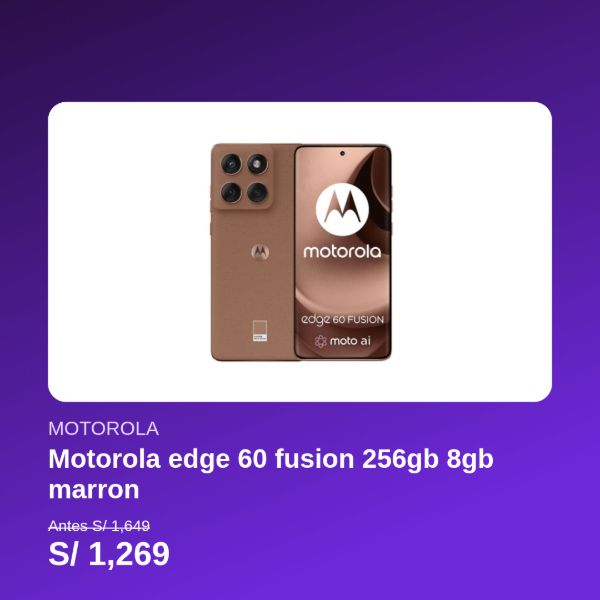 motorola
edge 60 FUSION
moto ai
MOTOROLA
Motorola edge 60 fusion 256gb 8gb
marron
Antes S/ 1,649
S/ 1,269